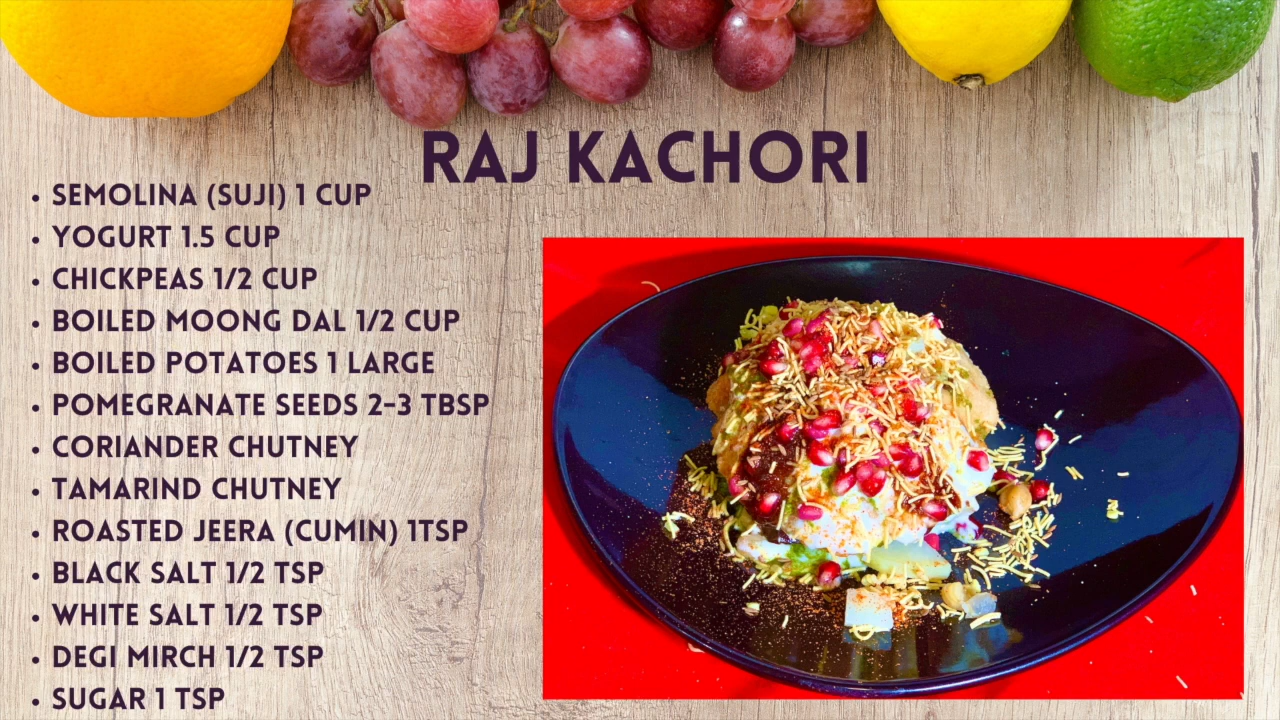 RAJ KACHORI
• SEMOLINA (SUJI) 1 CUP
• YOGURT 1.5 CUP
• CHICKPEAS 1/2 CUP
• BOILED MOONG DAL 1/2 CUP
• BOILED POTATOES 1 LARGE
• POMEGRANATE SEEDS 2-3 TBSP
• CORIANDER CHUTNEY
• TAMARIND CHUTNEY
• ROASTED JEERA (CUMIN) 1TSP
• BLACK SALT 1/2 TSP
• WHITE SALT 1/2 TSP
• DEGI MIRCH 1/2 TSP
• SUGAR 1 TSP